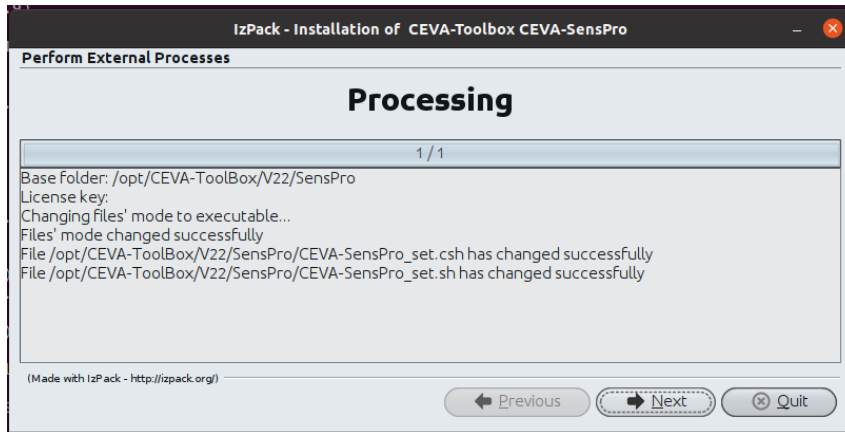 IzPack - Installation of CEVA-Toolbox CEVA-SensPro
Perform External Processes
Processing
1 / 1
Base folder: /opt/CEVA-ToolBox/V22/SensPro
License key:
Changing files' mode to executable...
Files' mode changed successfully
File /opt/CEVA-ToolBox/V22/SensPro/CEVA-SensPro_set.csh has changed successfully
File /opt/CEVA-ToolBox/V22/SensPro/CEVA-SensPro_set.sh has changed successfully
(Made with IzPack - http://izpack.org/)
Previous Next Quit